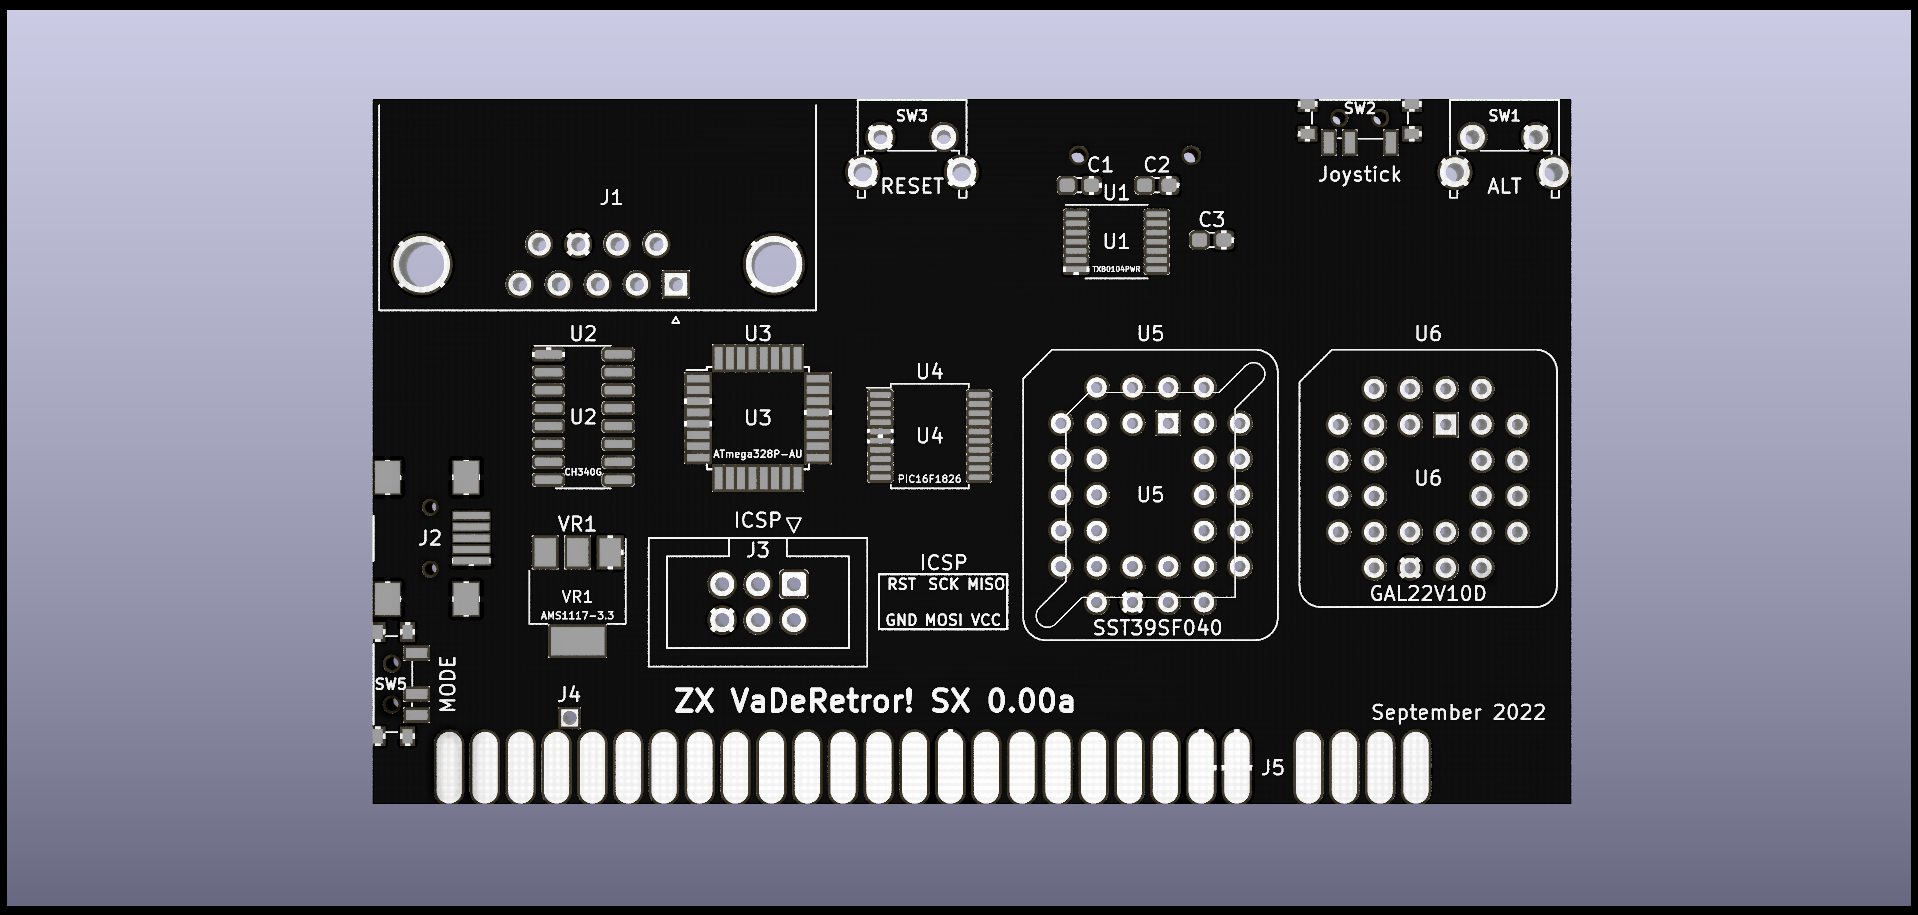 SW3
SW2
SW1
RESET
Joystick
ALT
J1
C1
C2
U1
C3
U1
TXB0104PWR
U2
U3
U4
U5
U6
U2
U3
U4
U5
U6
CH340G
ATmega328P-AU
PIC16F1826
J2
VR1
ICSP
J3
ICSP
RST SCK MISO
GND MOSI VCC
VR1
AMS1117-3.3
GAL22V10D
SST39SF040
SW5
MODE
J4
ZX VaDeRetror! SX 0.00a
September 2022
J5